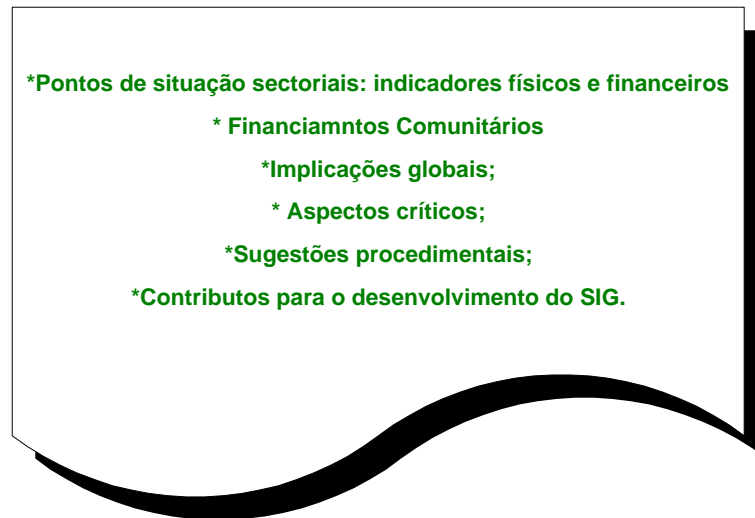 *Pontos de situação sectoriais: indicadores físicos e financeiros
* Financiamntos Comunitários
*Implicações globais;
* Aspectos críticos;
*Sugestões procedimentais;
*Contributos para o desenvolvimento do SIG.